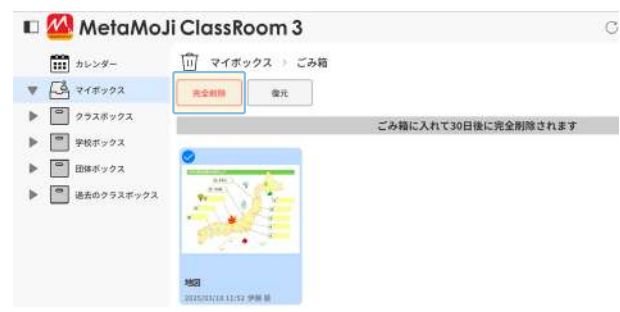 MetaMoJi ClassRoom 3
カレンダー
マイボックス
クラスボックス
学校ボックス
団体ボックス
過去のクラスボックス
マイボックス > ごみ箱
完全削除
復元
ごみ箱に入れて30日後に完全削除されます
地図